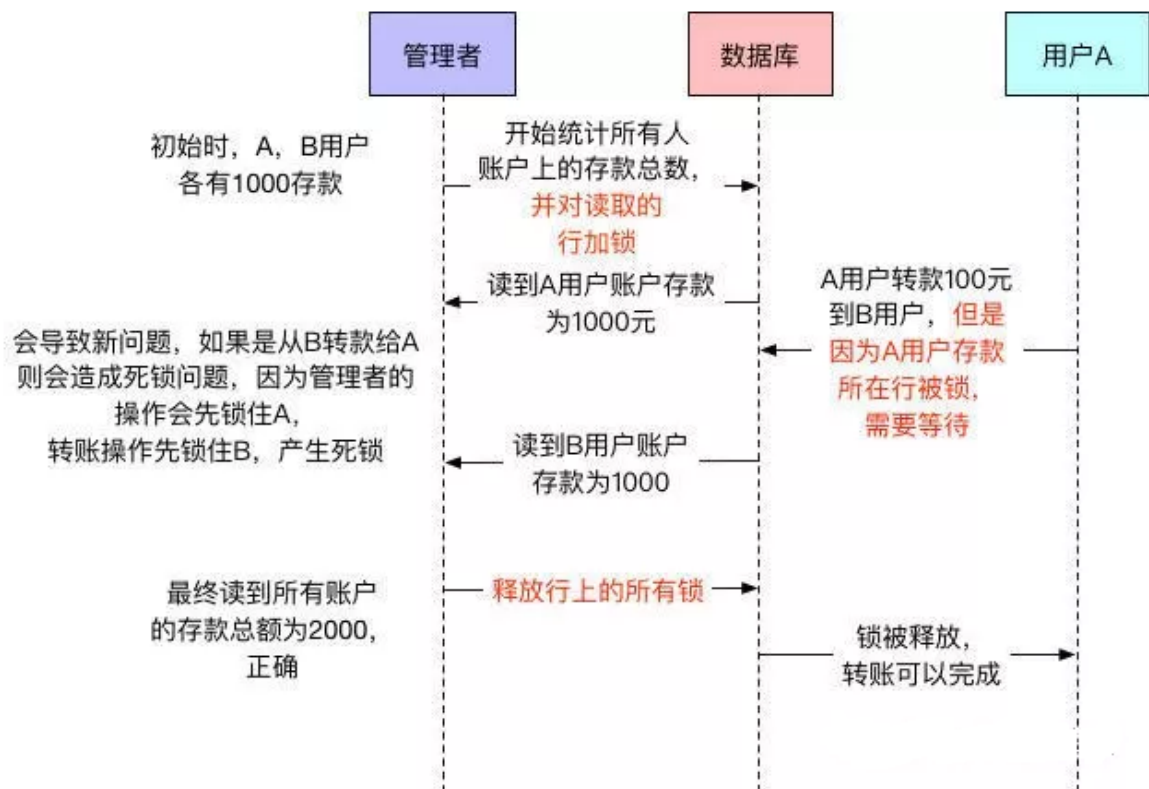 管理者
数据库
用户A
初始时，A，B用户
各有1000存款
开始统计所有人
账户上的存款总数，
并对读取的
行加锁
读到A用户账户存款
为1000元
A用户转款100元
到B用户，但是
因为A用户存款
所在行被锁，
需要等待
会导致新问题，如果是从B转款给A
则会造成死锁问题，因为管理者的
操作会先锁住A，
转账操作先锁住B，产生死锁
读到B用户账户
存款为1000
最终读到所有账户
的存款总额为2000，
正确
释放行上的所有锁
锁被释放，
转账可以完成